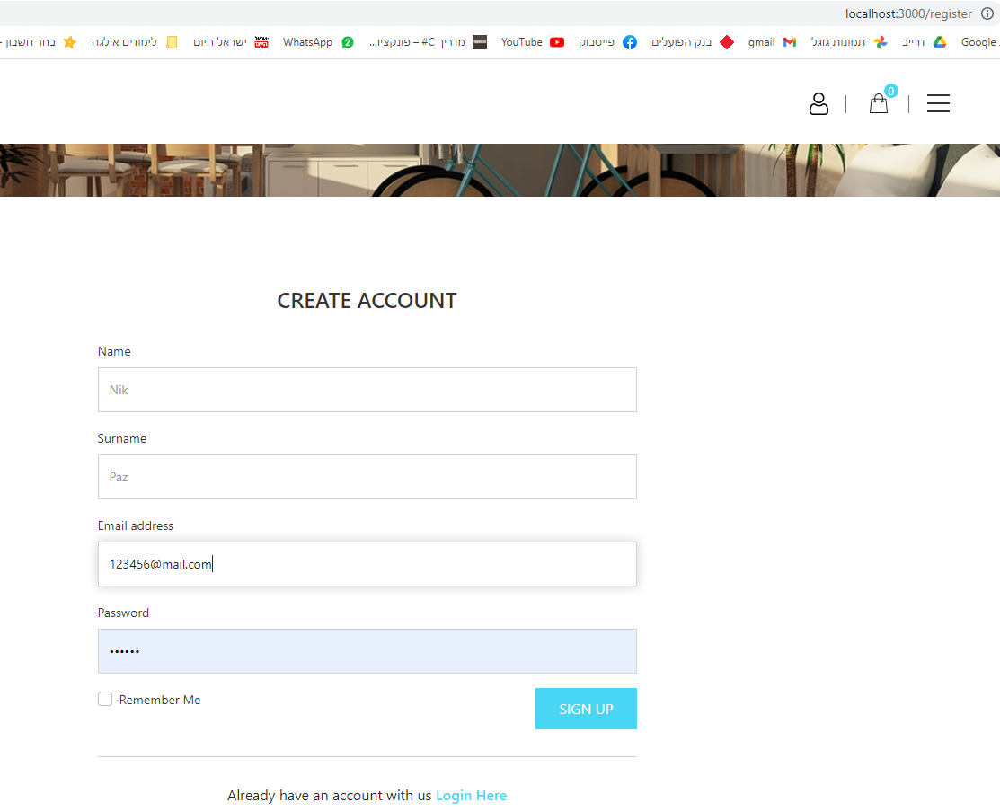 localhost:3000/register
בחר חשבון - לימודים אולגה ישראל היום WhatsApp מדריך C# – פונקציו... YouTube פייסבוק בנק הפועלים gmail תמונות גוגל דרייב Google
0
CREATE ACCOUNT
Name
Nik
Surname
Paz
Email address
123456@mail.com
Password
••••••
Remember Me SIGN UP
Already have an account with us Login Here